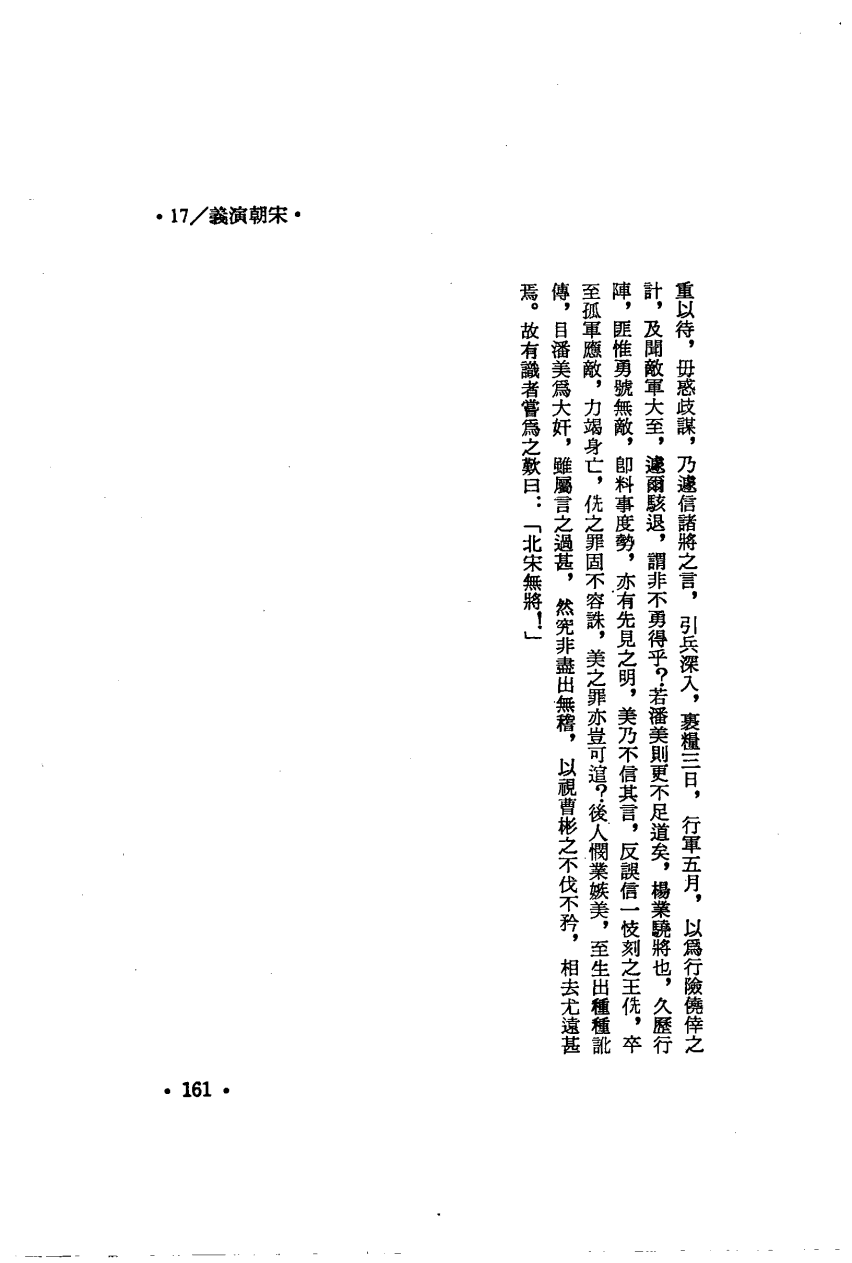 •17／義演朝宋•
重以待，毋惑歧謀，乃遽信諸將之言，引兵深入，裹糧三日，行軍五月，以爲行險僥倖之
計，及聞敵軍大至，遽爾駭退，謂非不勇得乎？若潘美則更不足道矣，楊業驍將也，久歷行
陣，匪惟勇號無敵，卽料事度勢，亦有先見之明，美乃不信其言，反誤信一忮刻之王侁，卒
至孤軍應敵，力竭身亡，侁之罪固不容誅，美之罪亦豈可逭？後人憫業嫉美，至生出種種訛
傳，目潘美爲大奸，雖屬言之過甚，然究非盡出無稽，以視曹彬之不伐不矜，相去尤遠甚
焉。故有識者嘗爲之歎曰：「北宋無將！」
•161•